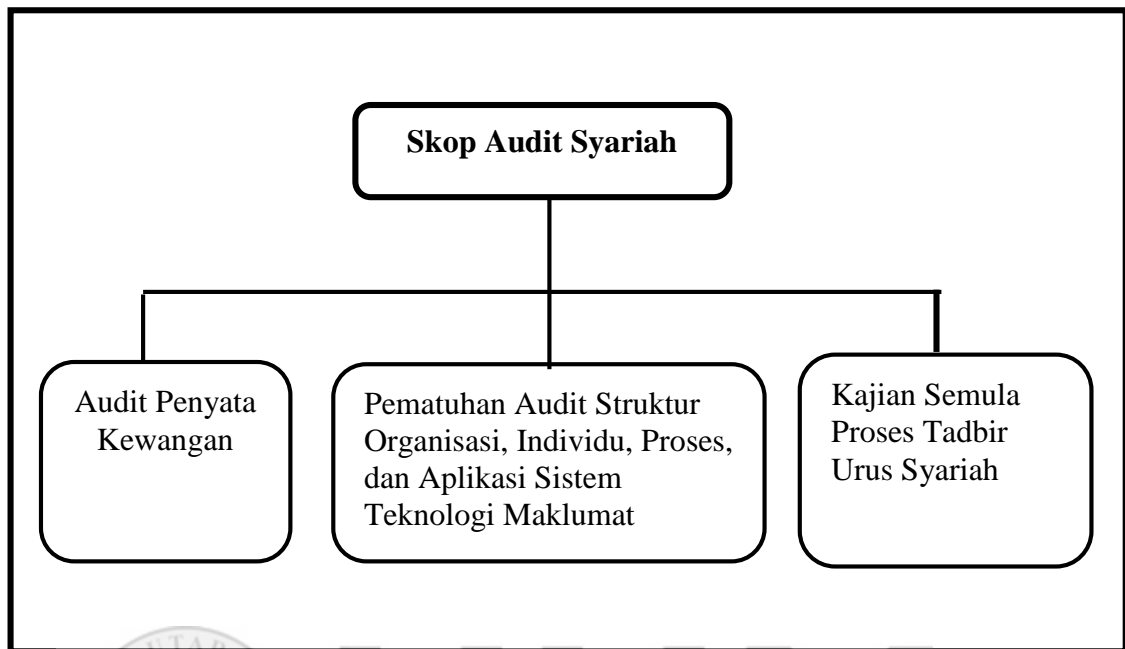 Skop Audit Syariah
Audit Penyata
Kewangan
Pematuhan Audit Struktur
Organisasi, Individu, Proses,
dan Aplikasi Sistem
Teknologi Maklumat
Kajian Semula
Proses Tadbir
Urus Syariah